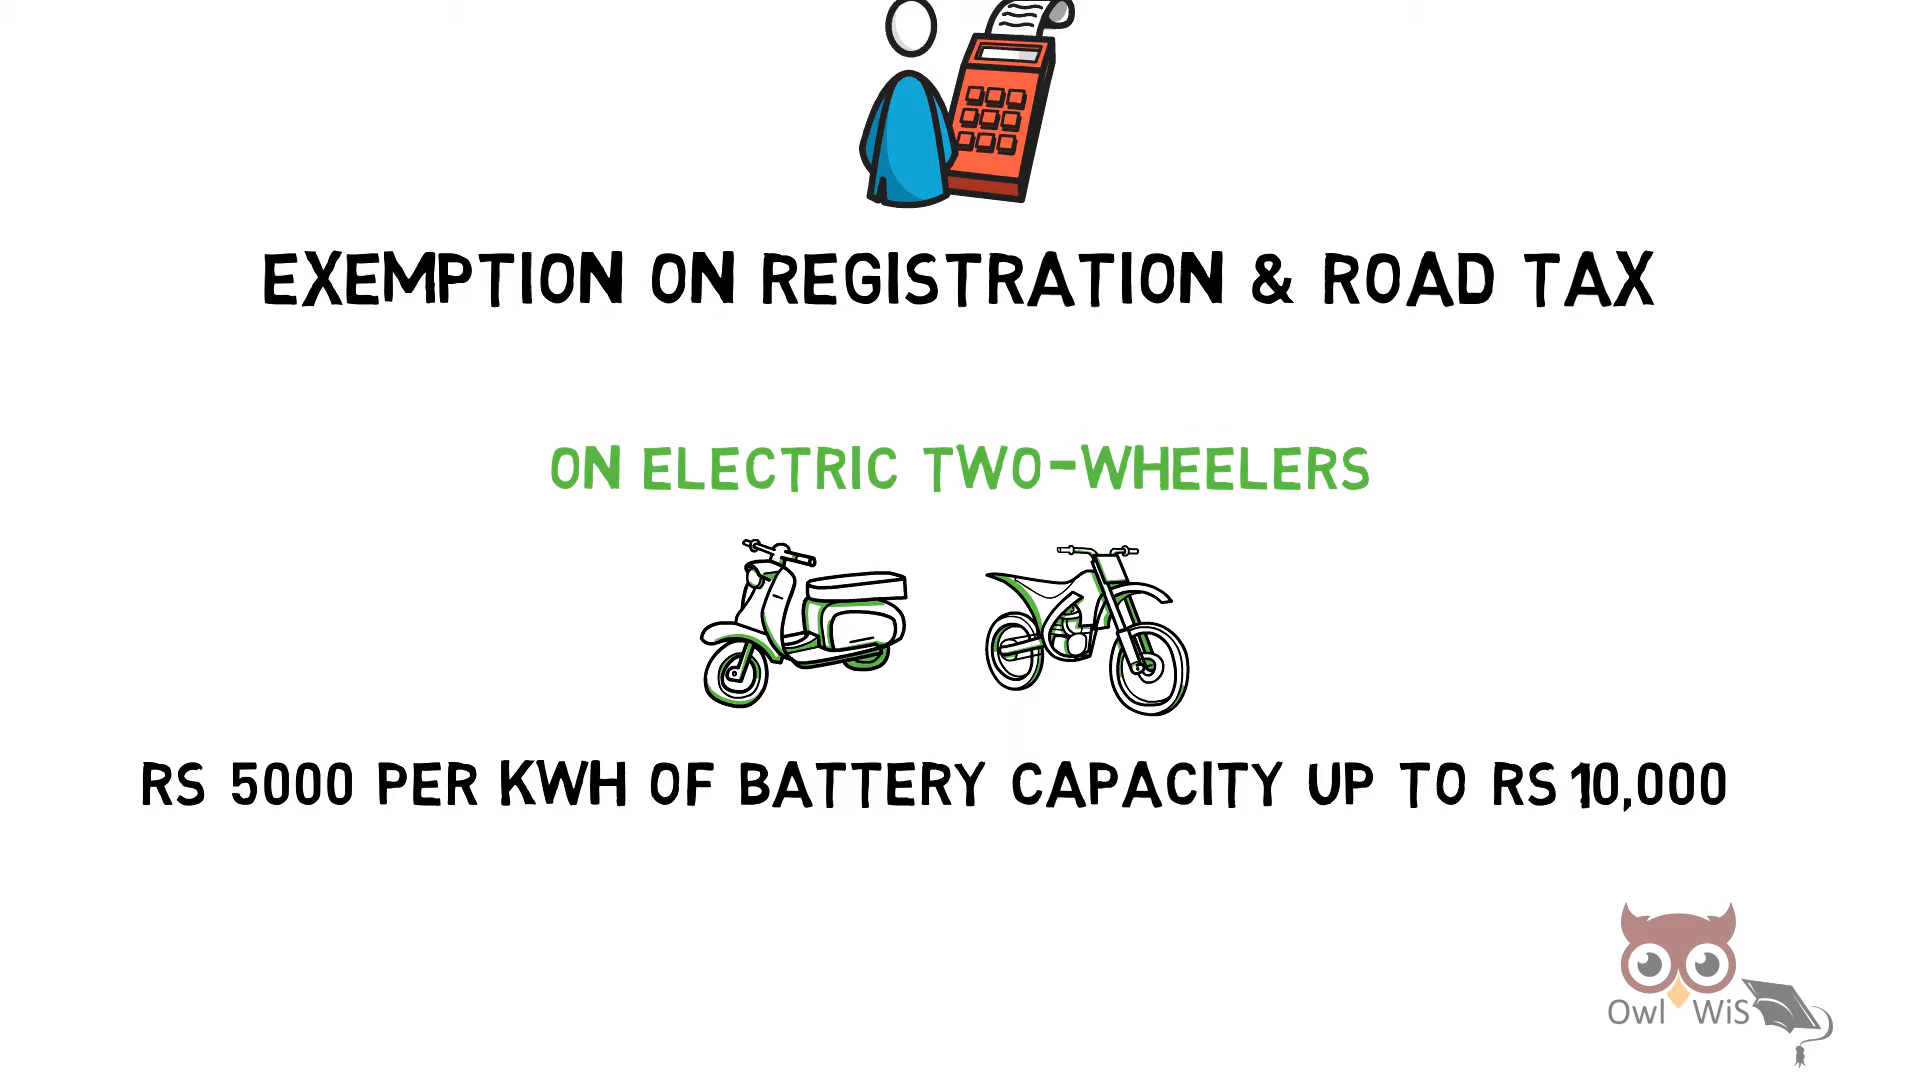 EXEMPTION ON REGISTRATION & ROAD TAX
ON ELECTRIC TWO-WHEELERS
RS 5000 PER KWH OF BATTERY CAPACITY UP TO RS 10,000
Owl WiS